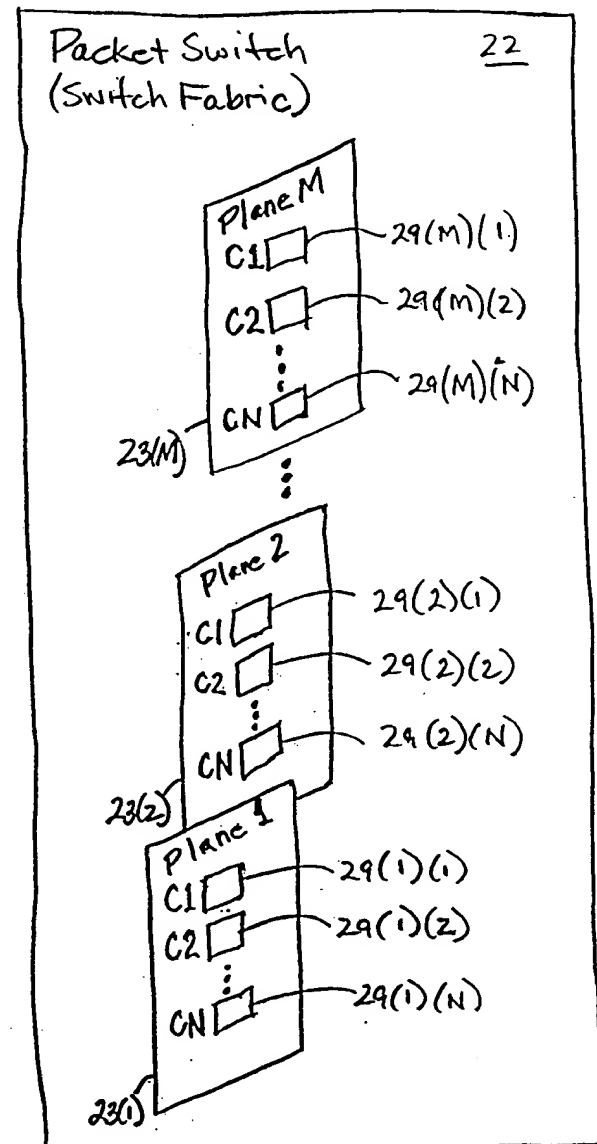 Packet Switch 22
(Switch Fabric)
Plane M
C1 29(M)(1)
C2 29(M)(2)
CN 29(M)(N)
23(M)
Plane 2
C1 29(2)(1)
C2 29(2)(2)
CN 29(2)(N)
23(2)
Plane 1
C1 29(1)(1)
C2 29(1)(2)
CN 29(1)(N)
23(1)